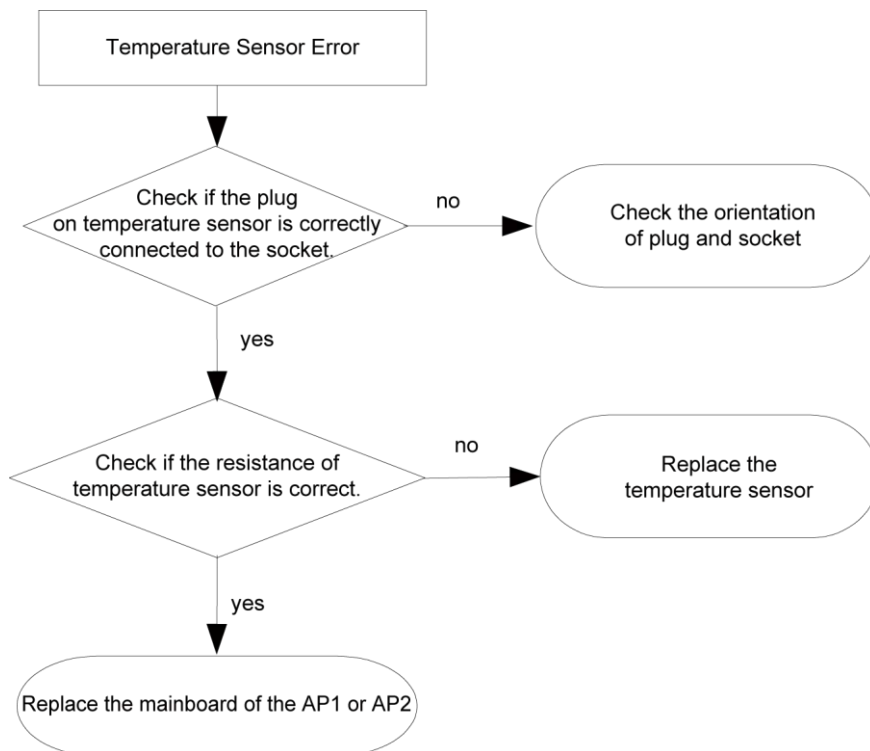 Temperature Sensor Error
Check if the plug
on temperature sensor is correctly
connected to the socket.
no
Check the orientation
of plug and socket
yes
Check if the resistance of
temperature sensor is correct.
no
Replace the
temperature sensor
yes
Replace the mainboard of the AP1 or AP2